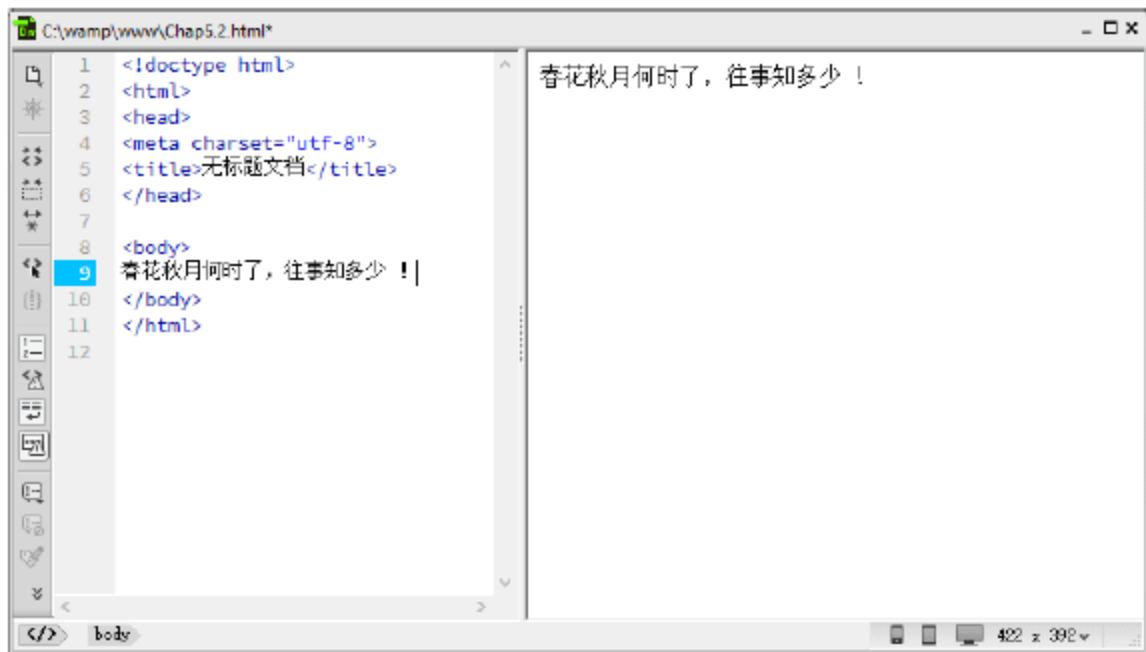 C:\wamp\www\Chap5.2.html*
1 <!doctype html>
2 <html>
3 <head>
4 <meta charset="utf-8">
5 <title>无标题文档</title>
6 </head>
7
8 <body>
9 春花秋月何时了，往事知多少 ！
10 </body>
11 </html>
12
春花秋月何时了，往事知多少 ！
</> body
422 x 392